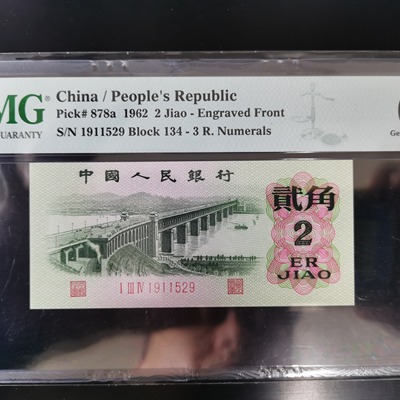 MG
GUARANTY
China / People's Republic
Pick# 878a 1962 2 Jiao - Engraved Front
S/N 1911529 Block 134 - 3 R. Numerals
Ge
中國人民銀行
貳角
2
ER
JIAO
I III IV 1911529